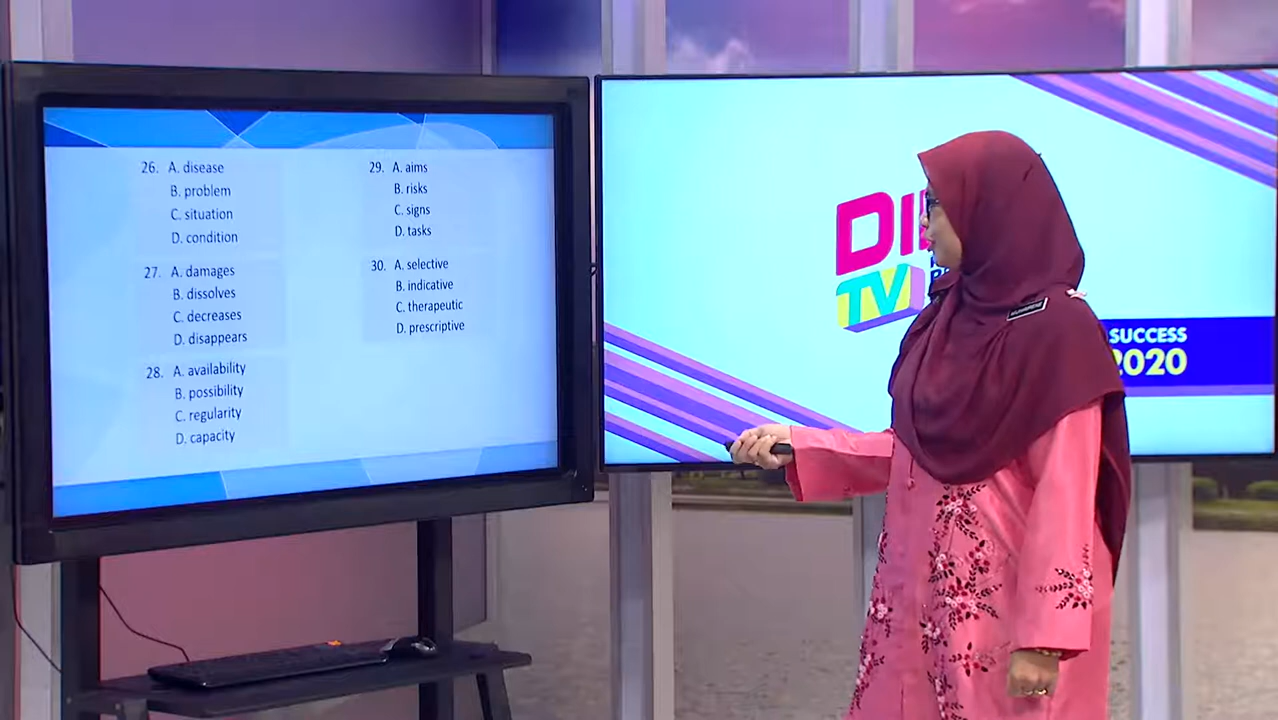 26. A. disease
B. problem
C. situation
D. condition
27. A. damages
B. dissolves
C. decreases
D. disappears
28. A. availability
B. possibility
C. regularity
D. capacity
29. A. aims
B. risks
C. signs
D. tasks
30. A. selective
B. indicative
C. therapeutic
D. prescriptive
TV
SUCCESS
2020